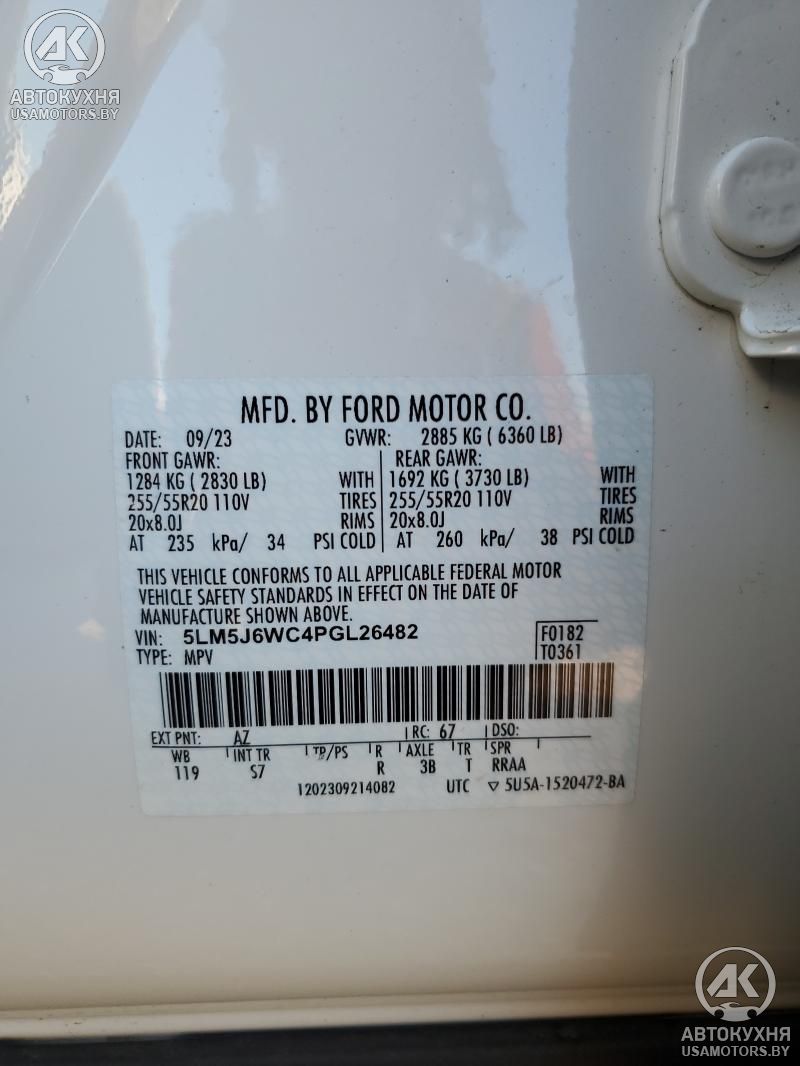 АК
АВТОКУХНЯ
USAMOTORS.BY
MFD. BY FORD MOTOR CO.
DATE: 09/23 GVWR: 2885 KG ( 6360 LB)
FRONT GAWR: REAR GAWR:
1284 KG ( 2830 LB) WITH 1692 KG ( 3730 LB) WITH
255/55R20 110V TIRES 255/55R20 110V TIRES
20x8.0J RIMS 20x8.0J RIMS
AT 235 kPa/ 34 PSI COLD AT 260 kPa/ 38 PSI COLD
THIS VEHICLE CONFORMS TO ALL APPLICABLE FEDERAL MOTOR
VEHICLE SAFETY STANDARDS IN EFFECT ON THE DATE OF
MANUFACTURE SHOWN ABOVE.
VIN: 5LM5J6WC4PGL26482 F0182
TYPE: MPV T0361
EXT PNT: AZ RC: 67 DSO:
WB INT TR TP/PS R AXLE TR SPR
119 S7 R 3B T RRAA
1202309214082 UTC ▽ 5U5A-1520472-BA
АК
АВТОКУХНЯ
USAMOTORS.BY